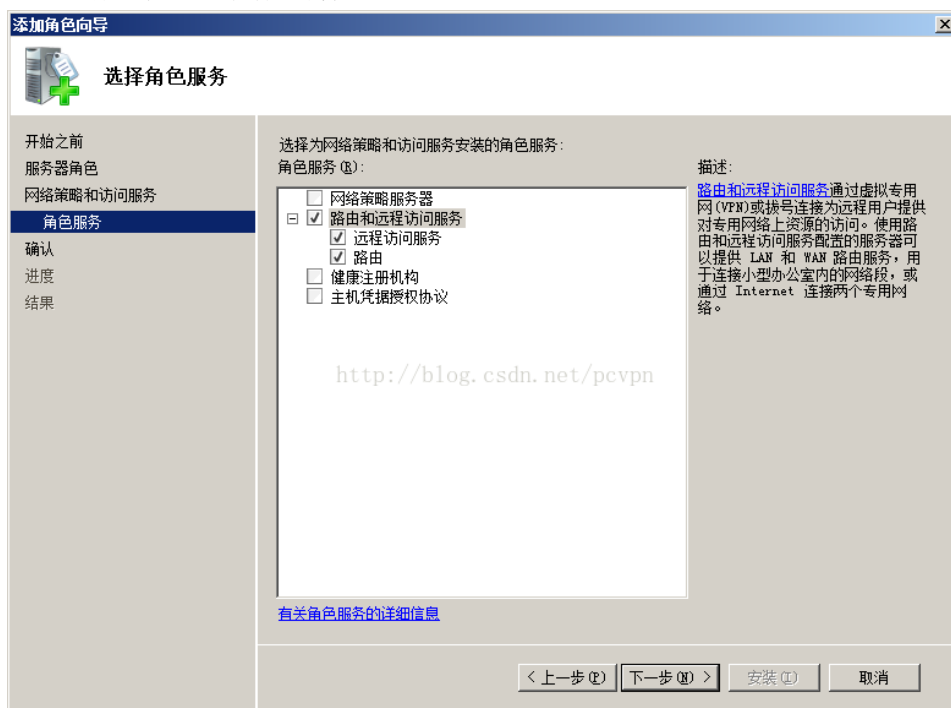 添加角色向导
选择角色服务
开始之前
服务器角色
网络策略和访问服务
角色服务
确认
进度
结果
选择为网络策略和访问服务安装的角色服务:
角色服务(R):
网络策略服务器
路由和远程访问服务
远程访问服务
路由
健康注册机构
主机凭据授权协议
有关角色服务的详细信息
描述:
路由和远程访问服务通过虚拟专用
网(VPN)或拨号连接为远程用户提供
对专用网络上资源的访问。使用路
由和远程访问服务配置的服务器可
以提供 LAN 和 WAN 路由服务，用
于连接小型办公室内的网络段，或
通过 Internet 连接两个专用网
络。
http://blog.csdn.net/pcvpn
< 上一步(P)
下一步(N) >
安装(I)
取消